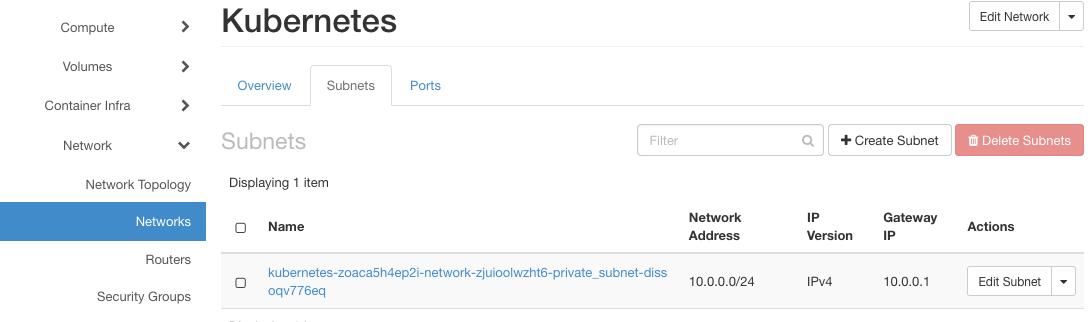 Kubernetes
Edit Network
Compute
Volumes
Container Infra
Network
Network Topology
Networks
Routers
Security Groups
Overview
Subnets
Ports
Subnets
Filter
Create Subnet
Delete Subnets
Displaying 1 item
Name
Network Address
IP Version
Gateway IP
Actions
kubernetes-zoaca5h4ep2i-network-zjuioolwzht6-private_subnet-diss
oqv776eq
10.0.0.0/24
IPv4
10.0.0.1
Edit Subnet